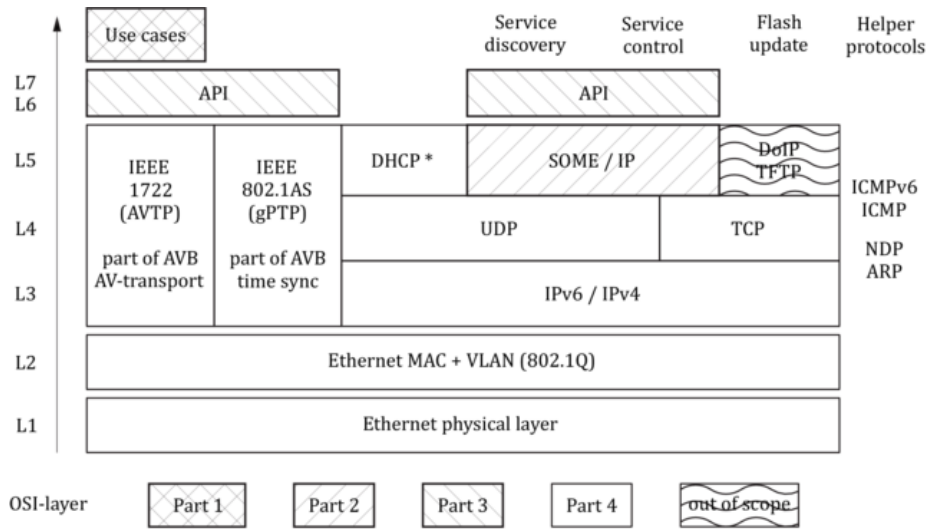 Use cases
Service discovery
Service control
Flash update
Helper protocols
L7
L6
API
API
L5
IEEE 1722 (AVTP)
part of AVB AV-transport
IEEE 802.1AS (gPTP)
part of AVB time sync
DHCP *
SOME / IP
DoIP
TFTP
ICMPv6
ICMP
NDP
ARP
L4
UDP
TCP
L3
IPv6 / IPv4
L2
Ethernet MAC + VLAN (802.1Q)
L1
Ethernet physical layer
OSI-layer
Part 1
Part 2
Part 3
Part 4
out of scope